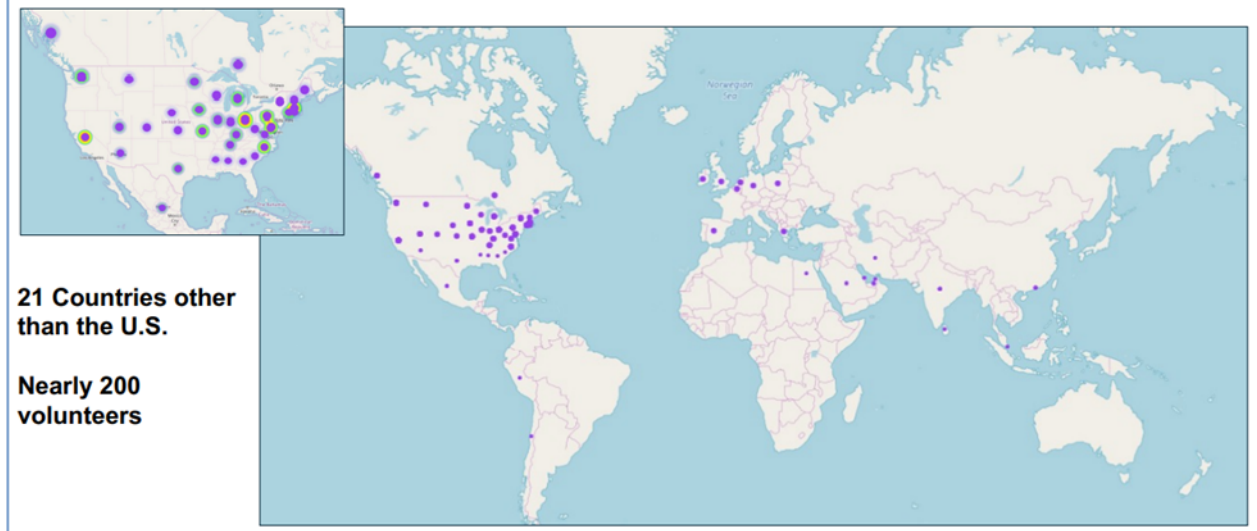 Norwegian
Sea
21 Countries other
than the U.S.
Nearly 200
volunteers